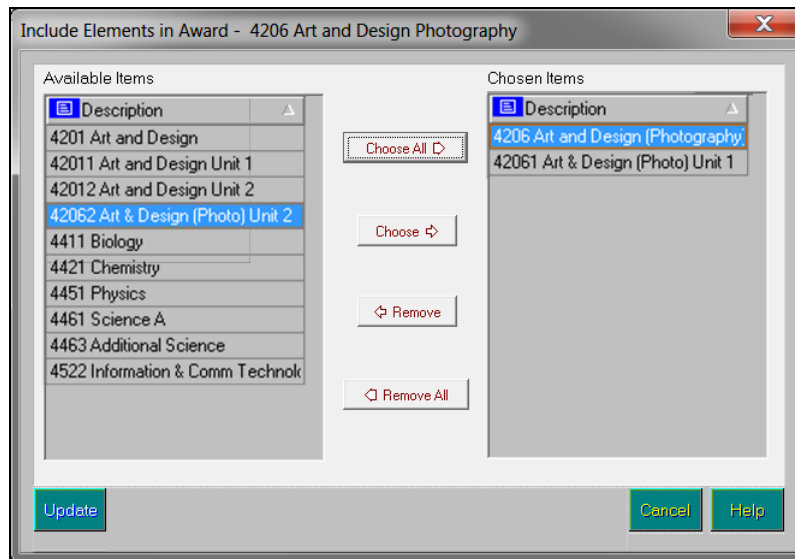 Include Elements in Award - 4206 Art and Design Photography
X
Available Items
Description
4201 Art and Design
42011 Art and Design Unit 1
42012 Art and Design Unit 2
42062 Art & Design (Photo) Unit 2
4411 Biology
4421 Chemistry
4451 Physics
4461 Science A
4463 Additional Science
4522 Information & Comm Technolo
Choose All
Choose
Remove
Remove All
Chosen Items
Description
4206 Art and Design (Photography)
42061 Art & Design (Photo) Unit 1
Update
Cancel
Help